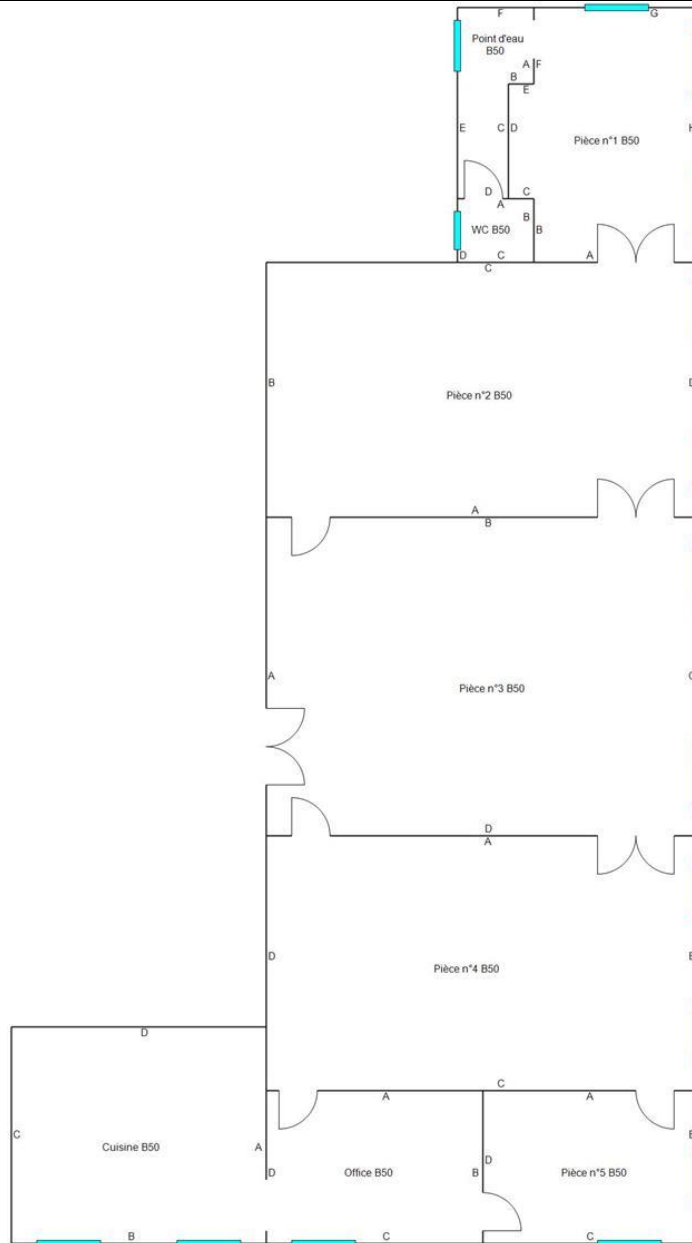 F
G
Point d'eau
B50
A F
B
E
E
C D
Pièce n°1 B50
D C
A
B
WC B50
B
D C
A
C
B
Pièce n°2 B50
A
B
A
Pièce n°3 B50
D
A
D
Pièce n°4 B50
D
C
A
A
C
Cuisine B50
A
D
Office B50
B
D
Pièce n°5 B50
B
C
C